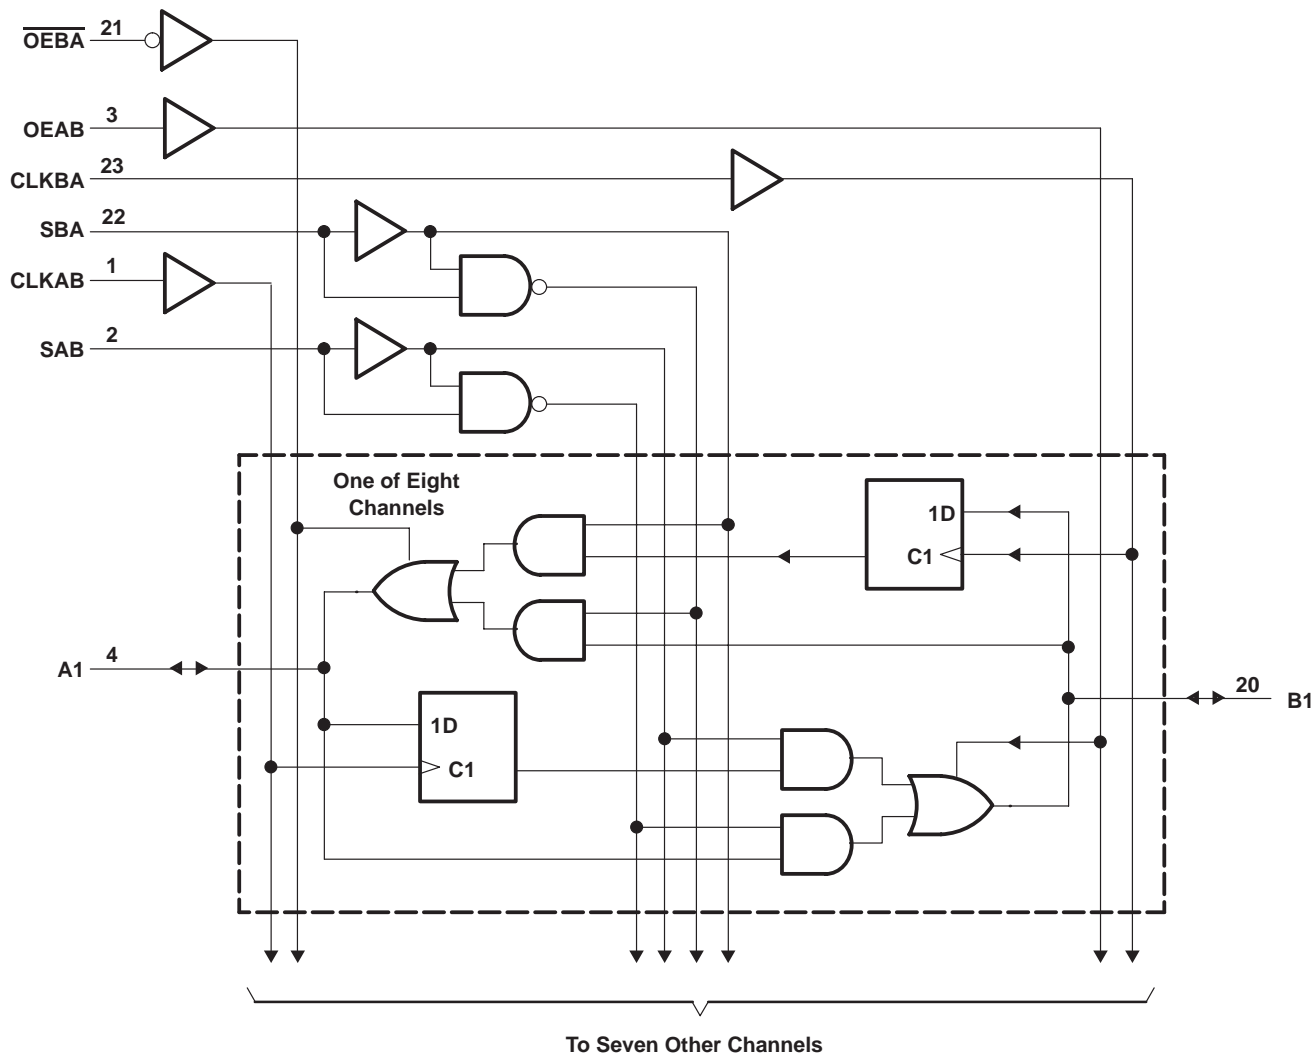 O̅E̅B̅A̅ 21
OEAB 3
CLKBA 23
SBA 22
CLKAB 1
SAB 2
One of Eight
Channels
1D
C1
A1 4
1D
C1
20 B1
To Seven Other Channels